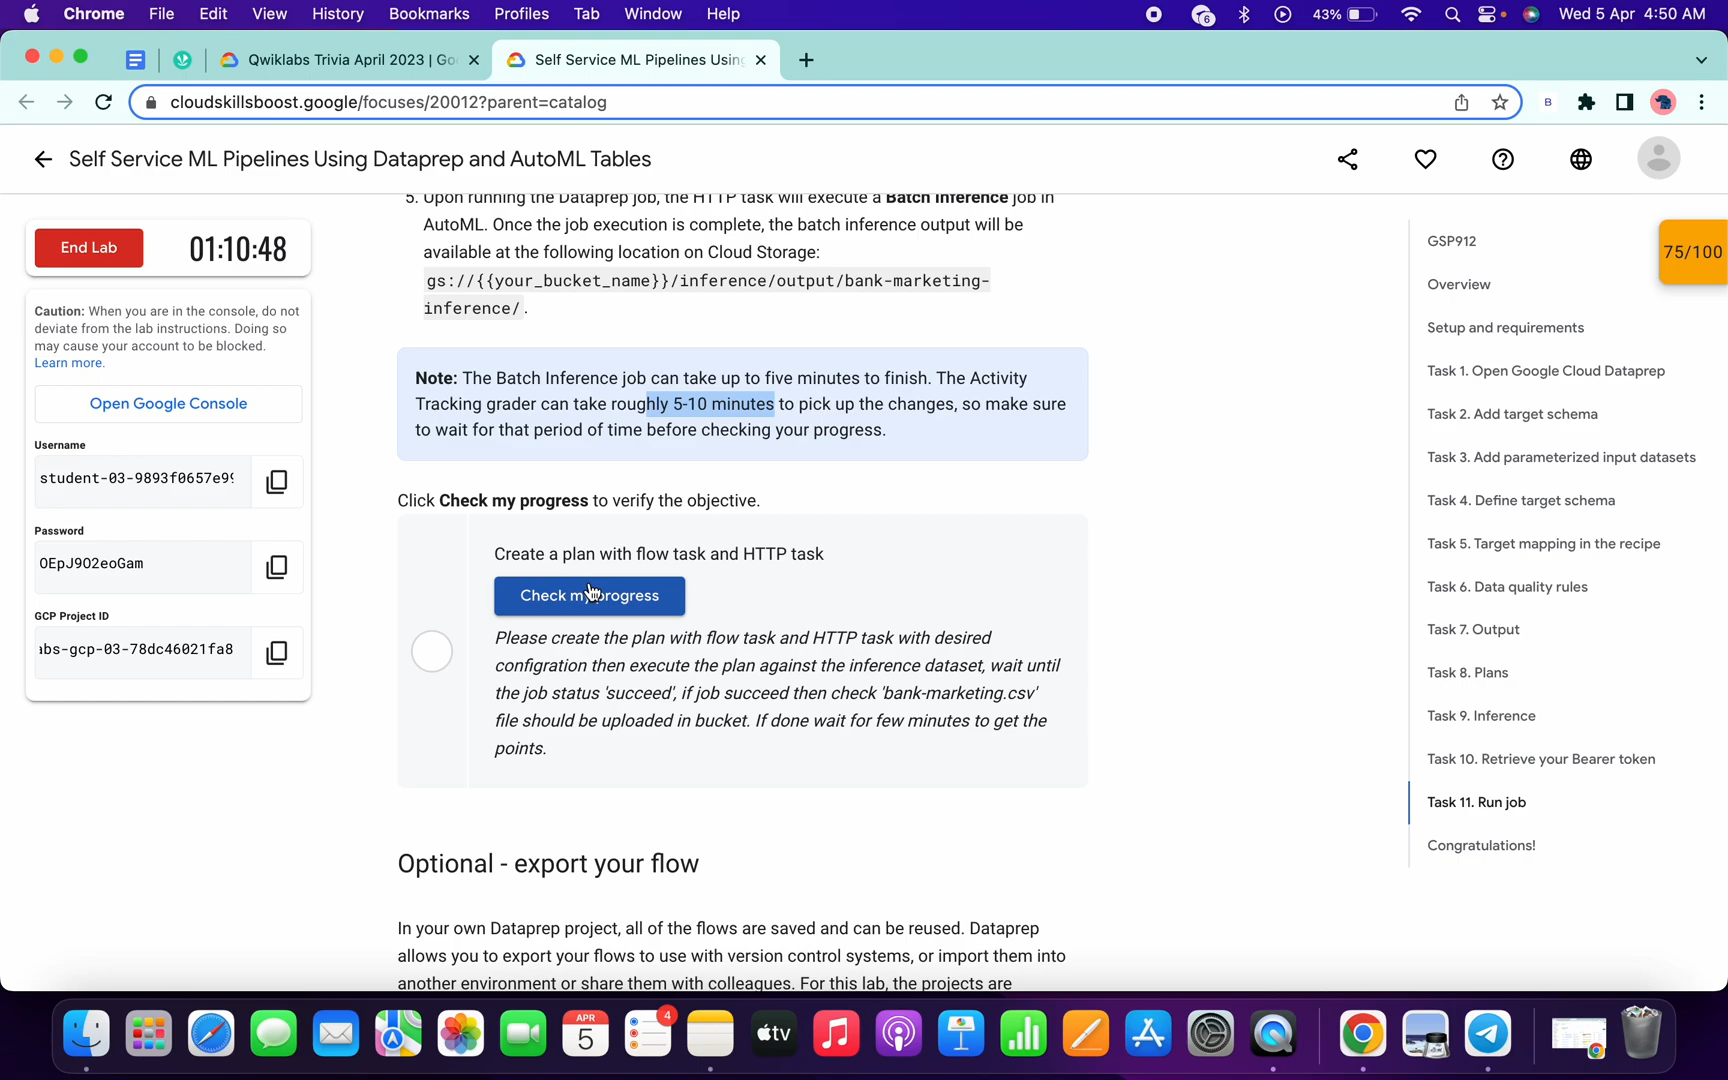 Chrome File Edit View History Bookmarks Profiles Tab Window Help 6 43% Wed 5 Apr 4:50 AM
Qwiklabs Trivia April 2023 | Go Self Service ML Pipelines Using
cloudskillsboost.google/focuses/20012?parent=catalog B
Self Service ML Pipelines Using Dataprep and AutoML Tables
End Lab 01:10:48
Caution: When you are in the console, do not
deviate from the lab instructions. Doing so
may cause your account to be blocked.
Learn more.
Open Google Console
Username
student-03-9893f0657e99
Password
OEpJ9O2eoGam
GCP Project ID
abs-gcp-03-78dc46021fa8
5. Upon running the Dataprep job, the HTTP task will execute a Batch Inference job in
AutoML. Once the job execution is complete, the batch inference output will be
available at the following location on Cloud Storage:
gs://{{your_bucket_name}}/inference/output/bank-marketing-
inference/.
Note: The Batch Inference job can take up to five minutes to finish. The Activity
Tracking grader can take roughly 5-10 minutes to pick up the changes, so make sure
to wait for that period of time before checking your progress.
Click Check my progress to verify the objective.
Create a plan with flow task and HTTP task
Check my progress
Please create the plan with flow task and HTTP task with desired
configration then execute the plan against the inference dataset, wait until
the job status 'succeed', if job succeed then check 'bank-marketing.csv'
file should be uploaded in bucket. If done wait for few minutes to get the
points.
Optional - export your flow
In your own Dataprep project, all of the flows are saved and can be reused. Dataprep
allows you to export your flows to use with version control systems, or import them into
another environment or share them with colleagues. For this lab, the projects are
GSP912
Overview
Setup and requirements
Task 1. Open Google Cloud Dataprep
Task 2. Add target schema
Task 3. Add parameterized input datasets
Task 4. Define target schema
Task 5. Target mapping in the recipe
Task 6. Data quality rules
Task 7. Output
Task 8. Plans
Task 9. Inference
Task 10. Retrieve your Bearer token
Task 11. Run job
Congratulations!
75/100
APR
5
4
tv